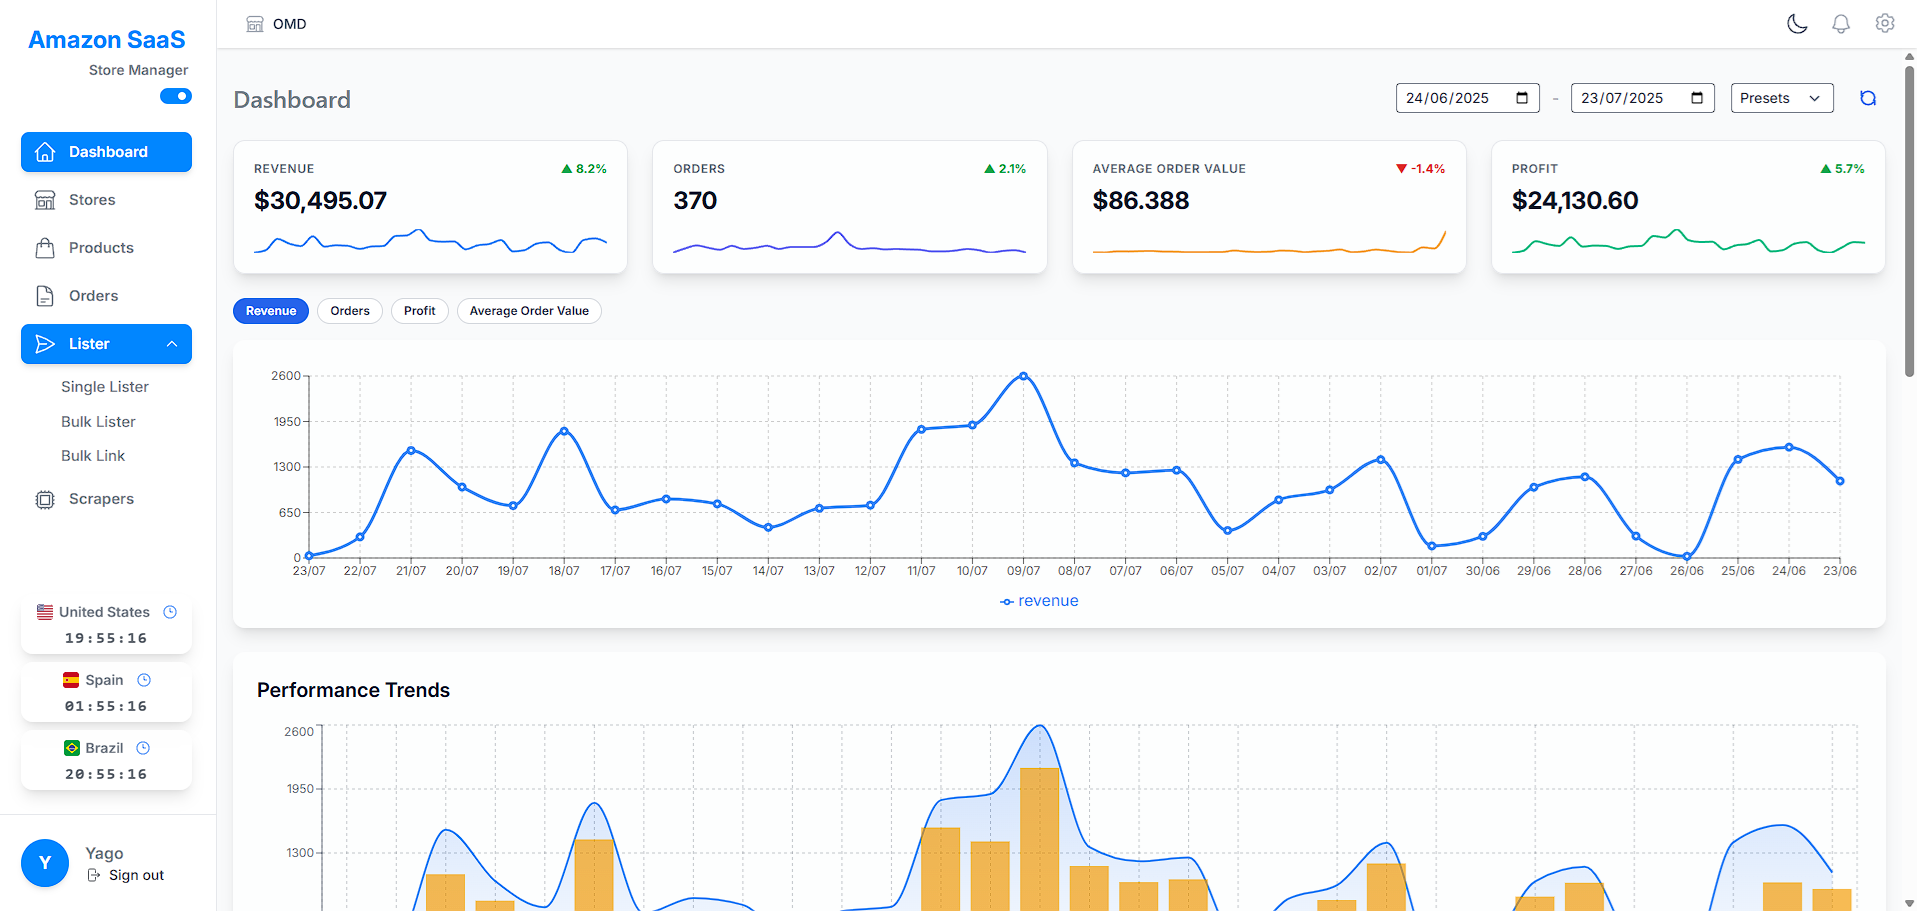 Amazon SaaS
Store Manager
Dashboard
Stores
Products
Orders
Lister
Single Lister
Bulk Lister
Bulk Link
Scrapers
United States
19:55:16
Spain
01:55:16
Brazil
20:55:16
Y
Yago
Sign out
OMD
Dashboard
24/06/2025 - 23/07/2025 Presets
REVENUE ▲ 8.2%
$30,495.07
ORDERS ▲ 2.1%
370
AVERAGE ORDER VALUE ▼ -1.4%
$86.388
PROFIT ▲ 5.7%
$24,130.60
Revenue Orders Profit Average Order Value
2600
1950
1300
650
0
23/07 22/07 21/07 20/07 19/07 18/07 17/07 16/07 15/07 14/07 13/07 12/07 11/07 10/07 09/07 08/07 07/07 06/07 05/07 04/07 03/07 02/07 01/07 30/06 29/06 28/06 27/06 26/06 25/06 24/06 23/06
revenue
Performance Trends
2600
1950
1300